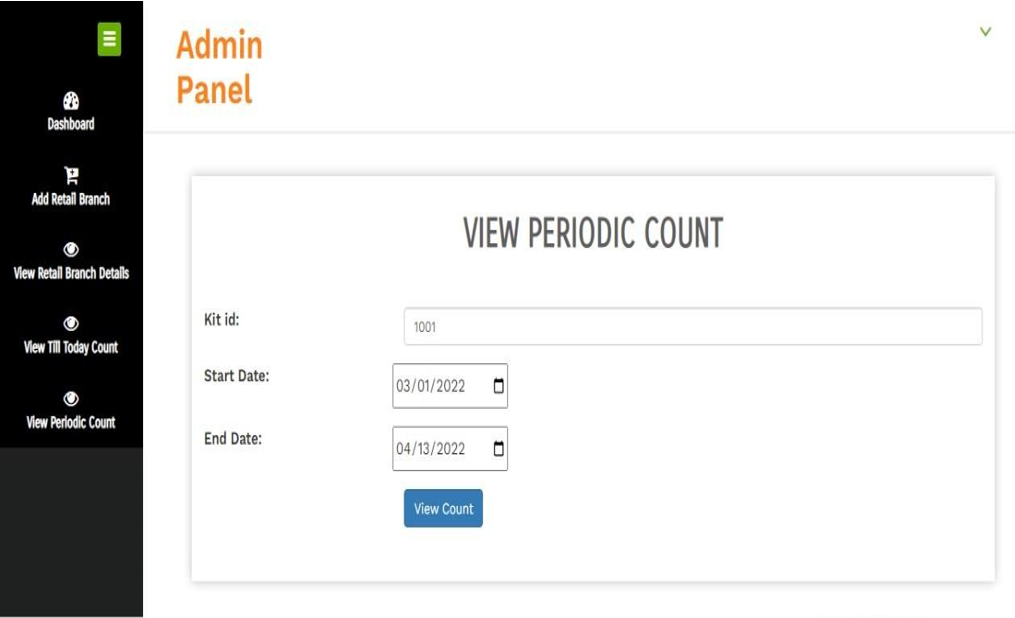 Admin
Panel
Dashboard
Add Retail Branch
View Retail Branch Details
View Till Today Count
View Periodic Count
VIEW PERIODIC COUNT
Kit id:
1001
Start Date:
03/01/2022
End Date:
04/13/2022
View Count